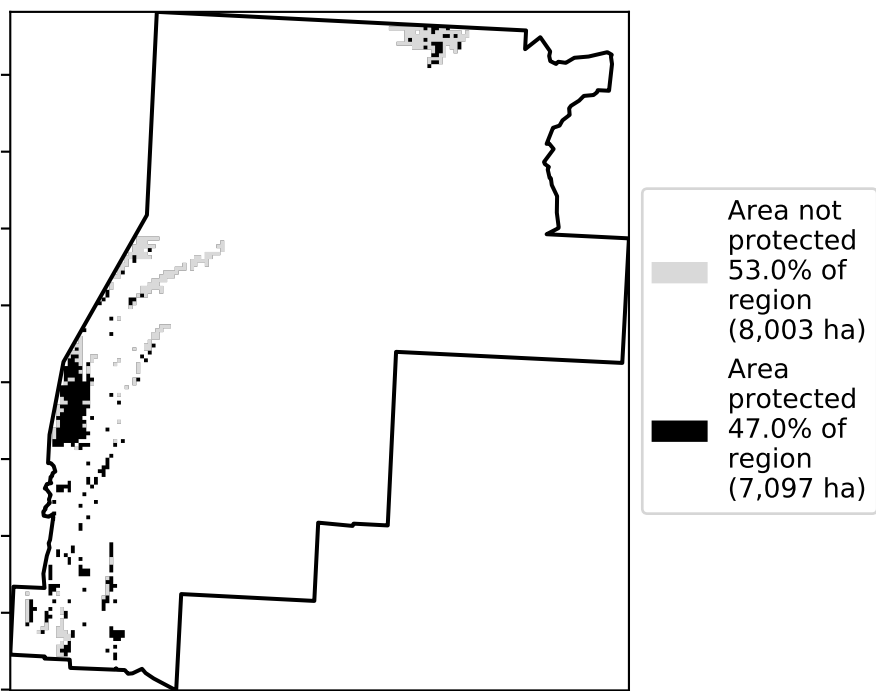 Area not
protected
53.0% of
region
(8,003 ha)
Area
protected
47.0% of
region
(7,097 ha)